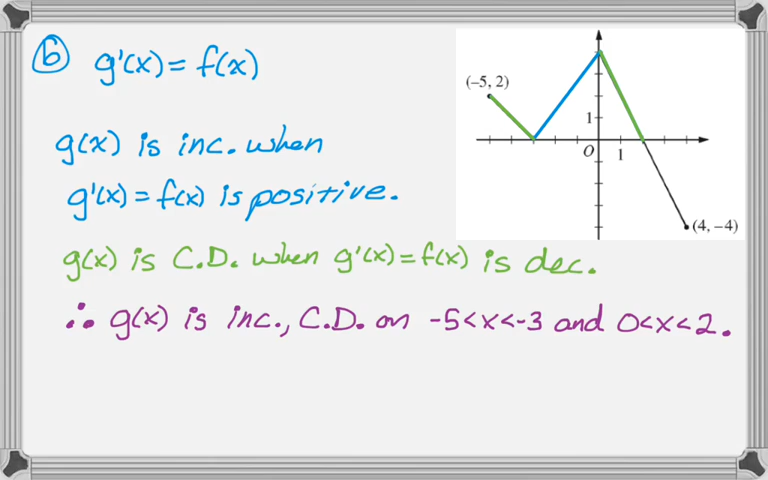 6 g'(x) = f(x)
(-5, 2)
1
O 1
(4, -4)
g(x) is inc. when
g'(x) = f(x) is positive.
g(x) is C.D. when g'(x) = f(x) is dec.
∴ g(x) is inc., C.D. on -5<x<-3 and 0<x<2.